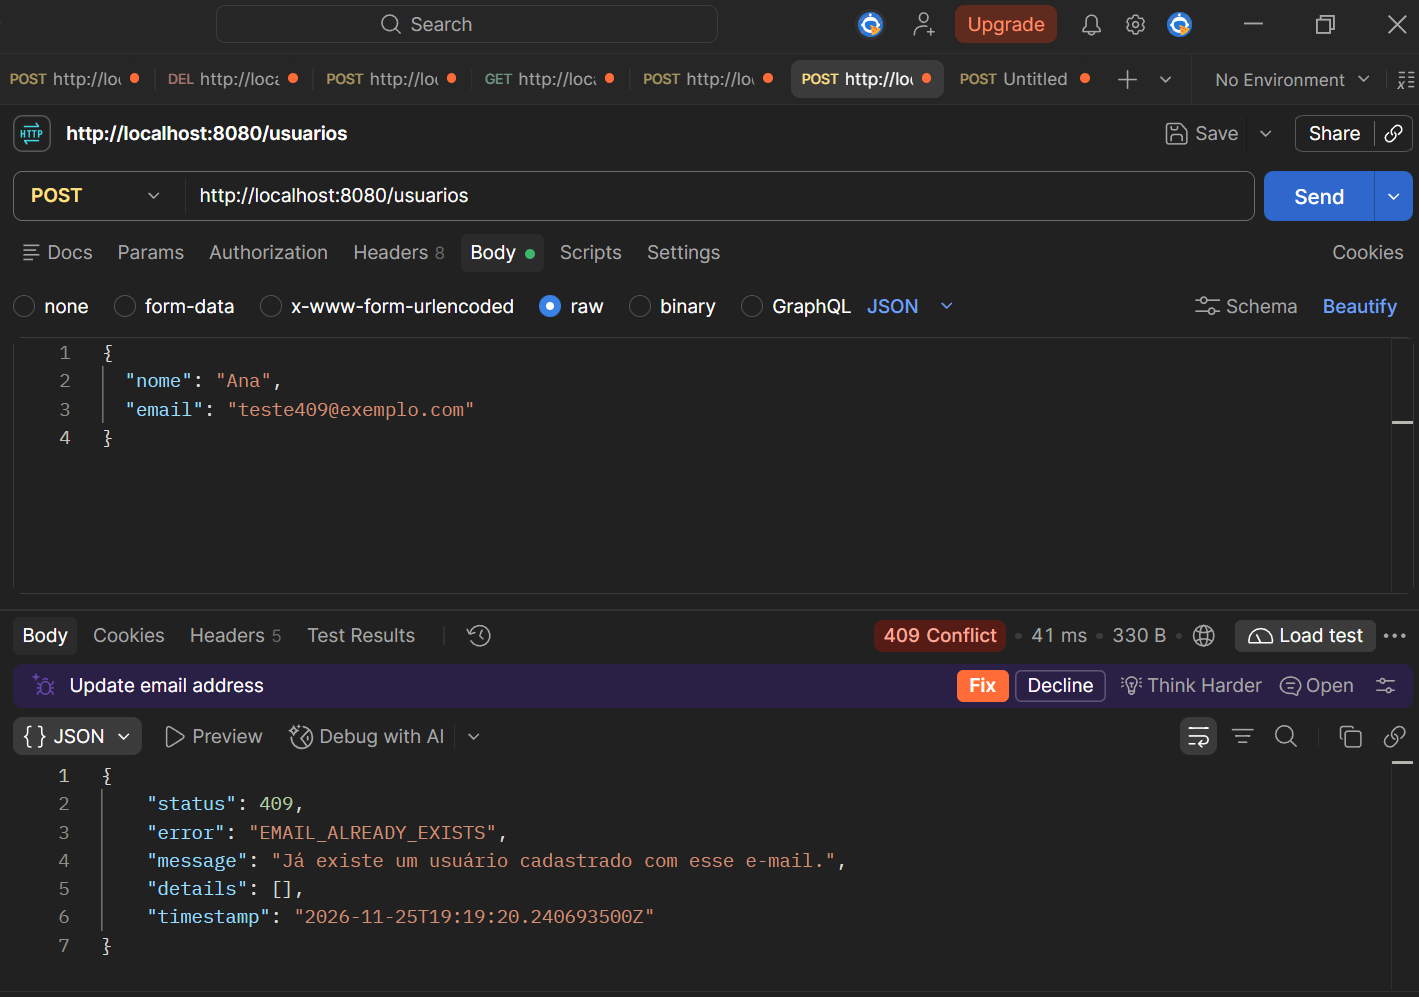 Search
Upgrade
POST http://lo
DEL http://loca
POST http://loc
GET http://loca
POST http://lo
POST http://loc
POST Untitled
No Environment
HTTP
http://localhost:8080/usuarios
Save
Share
POST
http://localhost:8080/usuarios
Send
Docs
Params
Authorization
Headers 8
Body
Scripts
Settings
Cookies
none
form-data
x-www-form-urlencoded
raw
binary
GraphQL
JSON
Schema
Beautify
1 {
2 "nome": "Ana",
3 "email": "teste409@exemplo.com"
4 }
Body
Cookies
Headers 5
Test Results
409 Conflict
41 ms
330 B
Load test
Update email address
Fix
Decline
Think Harder
Open
{} JSON
Preview
Debug with AI
1 {
2 "status": 409,
3 "error": "EMAIL_ALREADY_EXISTS",
4 "message": "Já existe um usuário cadastrado com esse e-mail.",
5 "details": [],
6 "timestamp": "2026-11-25T19:19:20.240693500Z"
7 }